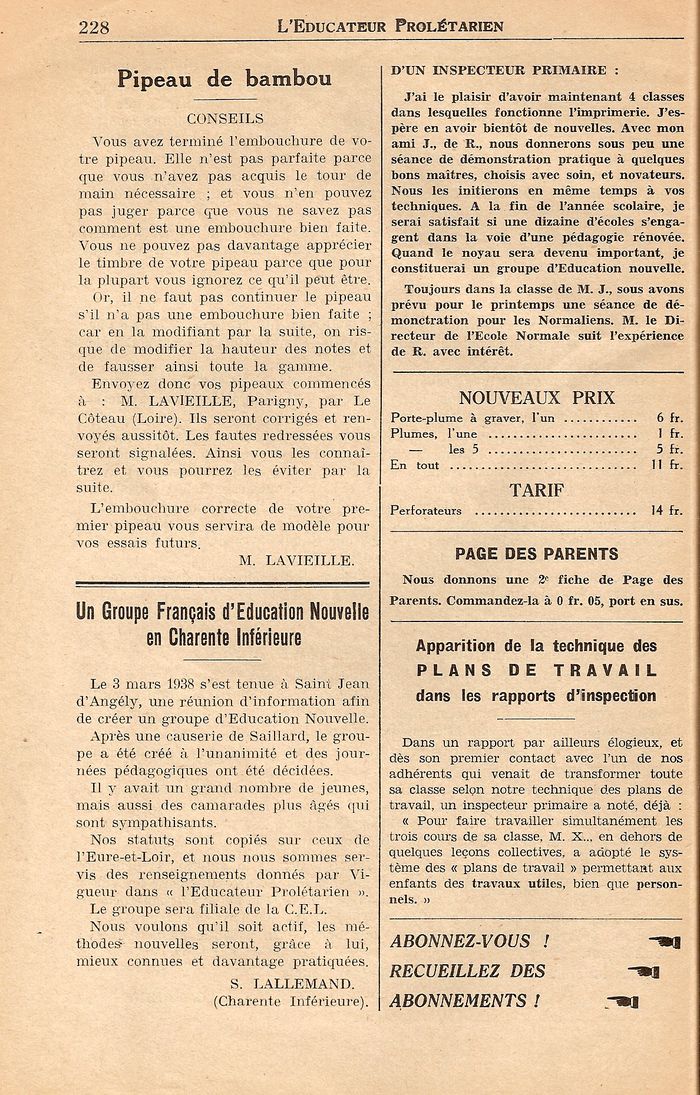 228
L'Educateur Prolétarien
Pipeau de bambou
CONSEILS
Vous avez terminé l'embouchure de vo-
tre pipeau. Elle n'est pas parfaite parce
que vous n'avez pas acquis le tour de
main nécessaire ; et vous n'en pouvez
pas juger parce que vous ne savez pas
comment est une embouchure bien faite.
Vous ne pouvez pas davantage apprécier
le timbre de votre pipeau parce que pour
la plupart vous ignorez ce qu'il peut être.
Or, il ne faut pas continuer le pipeau
s'il n'a pas une embouchure bien faite ;
car en la modifiant par la suite, on ris-
que de modifier la hauteur des notes et
de fausser ainsi toute la gamme.
Envoyez donc vos pipeaux commencés
à : M. LAVIEILLE, Parigny, par Le
Côteau (Loire). Ils seront corrigés et ren-
voyés aussitôt. Les fautes redressées vous
seront signalées. Ainsi vous les connaî-
trez et vous pourrez les éviter par la
suite.
L'embouchure correcte de votre pre-
mier pipeau vous servira de modèle pour
vos essais futurs.
M. LAVIEILLE.
Un Groupe Français d'Education Nouvelle
en Charente Inférieure
Le 3 mars 1938 s'est tenue à Saint Jean
d'Angély, une réunion d'information afin
de créer un groupe d'Education Nouvelle.
Après une causerie de Saillard, le grou-
pe a été créé à l'unanimité et des jour-
nées pédagogiques ont été décidées.
Il y avait un grand nombre de jeunes,
mais aussi des camarades plus âgés qui
sont sympathisants.
Nos statuts sont copiés sur ceux de
l'Eure-et-Loir, et nous nous sommes ser-
vis des renseignements donnés par Vi-
gueur dans « l'Educateur Prolétarien ».
Le groupe sera filiale de la C.E.L.
Nous voulons qu'il soit actif, les mé-
thodes nouvelles seront, grâce à lui,
mieux connues et davantage pratiquées.
S. LALLEMAND.
(Charente Inférieure).
D'UN INSPECTEUR PRIMAIRE :
J'ai le plaisir d'avoir maintenant 4 classes
dans lesquelles fonctionne l'imprimerie. J'es-
père en avoir bientôt de nouvelles. Avec mon
ami J., de R., nous donnerons sous peu une
séance de démonstration pratique à quelques
bons maîtres, choisis avec soin, et novateurs.
Nous les initierons en même temps à vos
techniques. A la fin de l'année scolaire, je
serai satisfait si une dizaine d'écoles s'enga-
gent dans la voie d'une pédagogie rénovée.
Quand le noyau sera devenu important, je
constituerai un groupe d'Education nouvelle.
Toujours dans la classe de M. J., sous avons
prévu pour le printemps une séance de dé-
monctration pour les Normaliens. M. le Di-
recteur de l'Ecole Normale suit l'expérience
de R. avec intérêt.
NOUVEAUX PRIX
Porte-plume à graver, l'un ............ 6 fr.
Plumes, l'une ........................ 1 fr.
— les 5 ........................ 5 fr.
En tout .............................. 11 fr.
TARIF
Perforateurs .......................... 14 fr.
PAGE DES PARENTS
Nous donnons une 2e fiche de Page des
Parents. Commandez-la à 0 fr. 05, port en sus.
Apparition de la technique des
PLANS DE TRAVAIL
dans les rapports d'inspection
Dans un rapport par ailleurs élogieux, et
dès son premier contact avec l'un de nos
adhérents qui venait de transformer toute
sa classe selon notre technique des plans de
travail, un inspecteur primaire a noté, déjà :
« Pour faire travailler simultanément les
trois cours de sa classe, M. X.., en dehors de
quelques leçons collectives, a adopté le sys-
tème des « plans de travail » permettant aux
enfants des travaux utiles, bien que person-
nels. »
ABONNEZ-VOUS !
RECUEILLEZ DES
ABONNEMENTS !